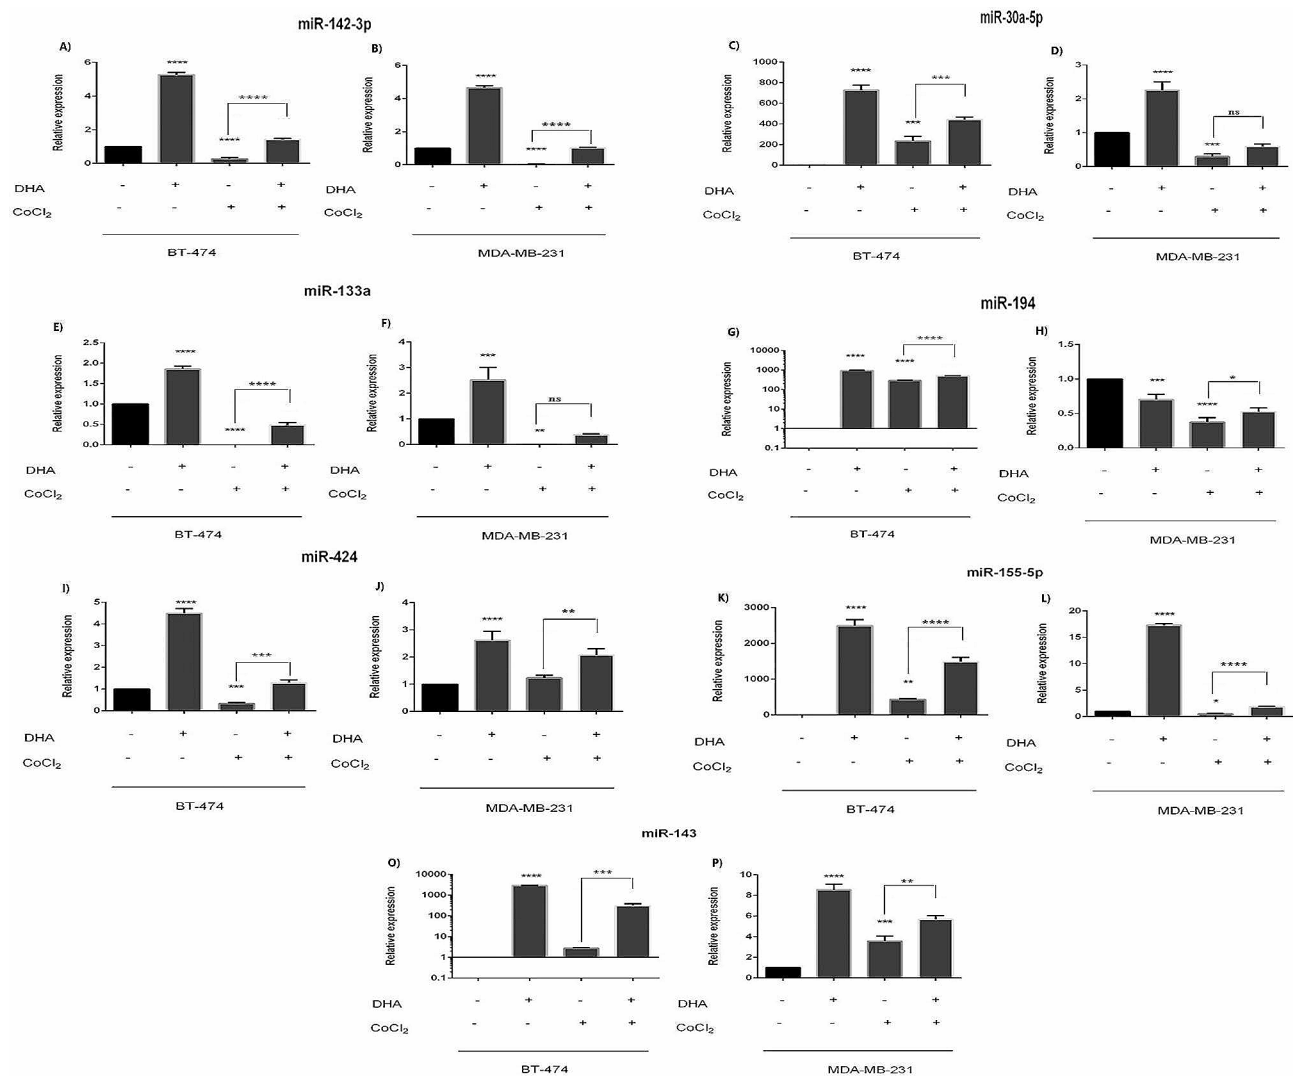 miR-142-3p
A)
Relative expression
6
4
2
0
****
****
****
DHA - + - +
CoCl2 - - + +
BT-474
B)
Relative expression
6
4
2
0
****
****
****
DHA - + - +
CoCl2 - - + +
MDA-MB-231
miR-30a-5p
C)
Relative expression
1000
800
600
400
200
****
***
***
DHA - + - +
CoCl2 - - + +
BT-474
D)
Relative expression
3
2
1
0
****
***
ns
DHA - + - +
CoCl2 - - + +
MDA-MB-231
miR-133a
E)
Relative expression
2.5
2.0
1.5
1.0
0.5
0.0
****
****
****
DHA - + - +
CoCl2 - - + +
BT-474
F)
Relative expression
4
3
2
1
0
***
**
ns
DHA - + - +
CoCl2 - - + +
MDA-MB-231
miR-194
G)
Relative expression
10000
1000
100
10
1
0.1
****
****
****
DHA - + - +
CoCl2 - - + +
BT-474
H)
Relative expression
1.5
1.0
0.5
0.0
***
****
*
DHA - + - +
CoCl2 - - + +
MDA-MB-231
miR-424
I)
Relative expression
5
4
3
2
1
0
****
***
***
DHA - + - +
CoCl2 - - + +
BT-474
J)
Relative expression
4
3
2
1
0
****
**
DHA - + - +
CoCl2 - - + +
MDA-MB-231
miR-155-5p
K)
Relative expression
3000
2000
1000
0
****
**
****
DHA - + - +
CoCl2 - - + +
BT-474
L)
Relative expression
20
15
10
5
0
****
*
****
DHA - + - +
CoCl2 - - + +
MDA-MB-231
miR-143
O)
Relative expression
10000
1000
100
10
1
0.1
****
***
DHA - + - +
CoCl2 - - + +
BT-474
P)
Relative expression
10
8
6
4
2
0
****
***
**
DHA - + - +
CoCl2 - - + +
MDA-MB-231